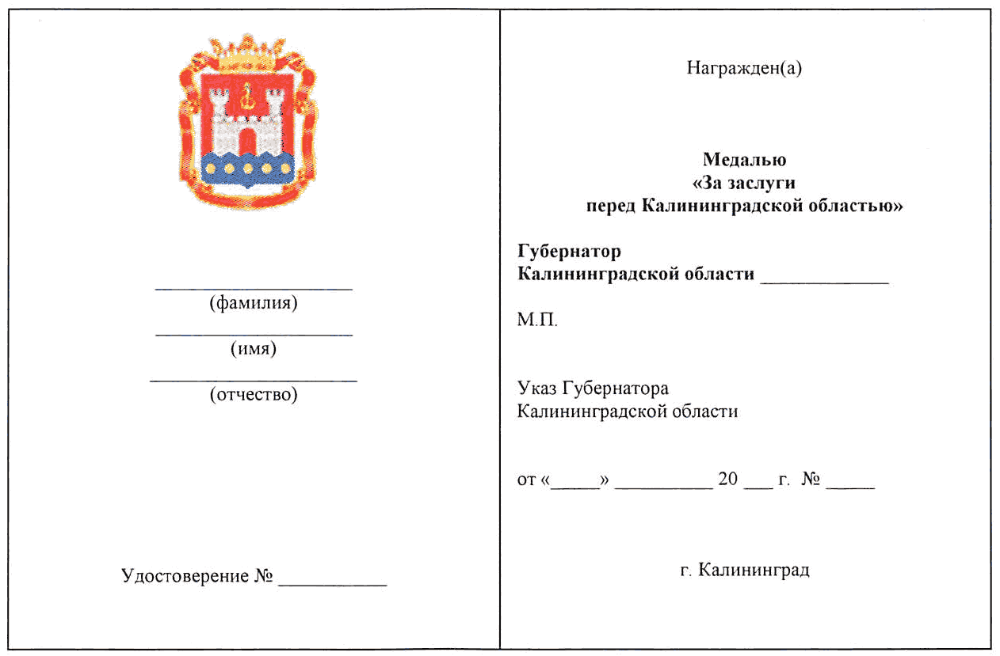 ____________________
(фамилия)
____________________
(имя)
_____________________
(отчество)
Удостоверение № ___________
Награжден(а)
Медалью
«За заслуги
перед Калининградской областью»
Губернатор
Калининградской области _____________
М.П.
Указ Губернатора
Калининградской области
от «_____» __________ 20 ___ г. № _____
г. Калининград